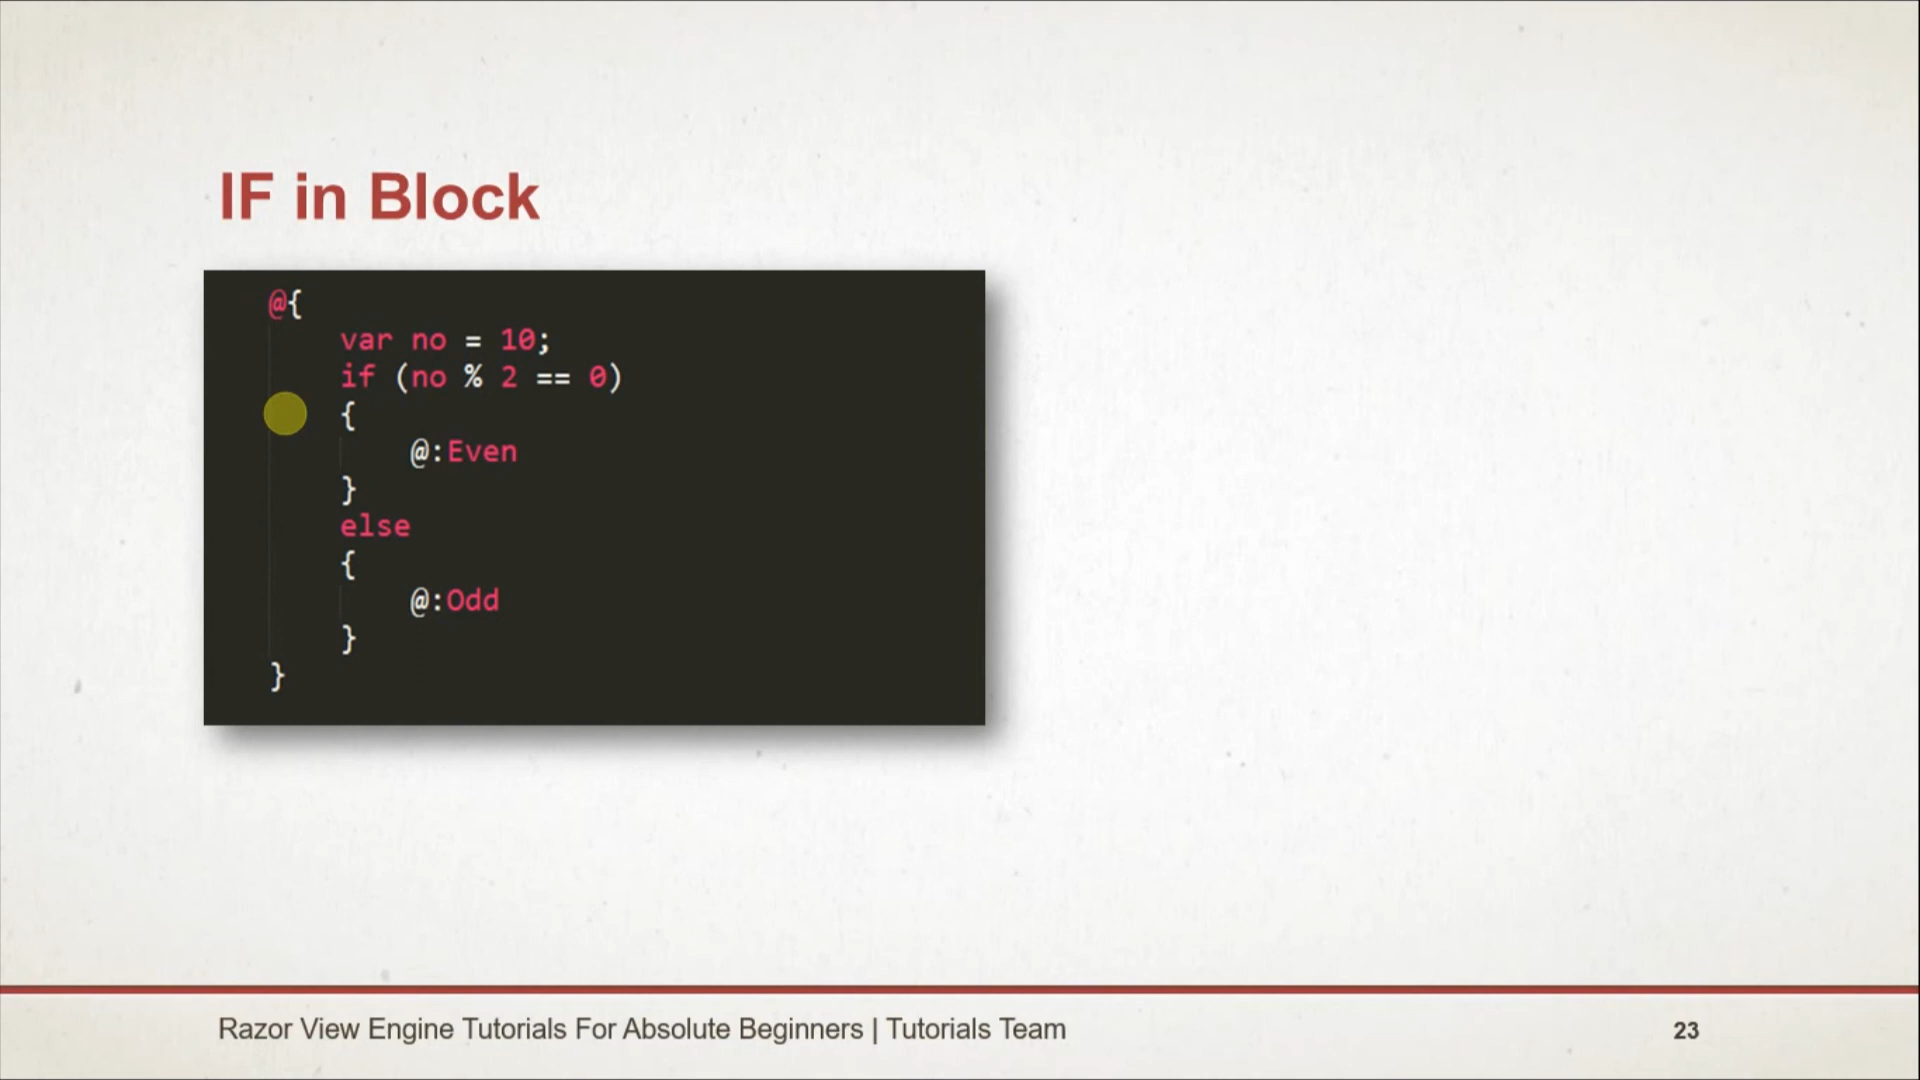 IF in Block
@{
var no = 10;
if (no % 2 == 0)
{
@:Even
}
else
{
@:Odd
}
}
Razor View Engine Tutorials For Absolute Beginners | Tutorials Team
23